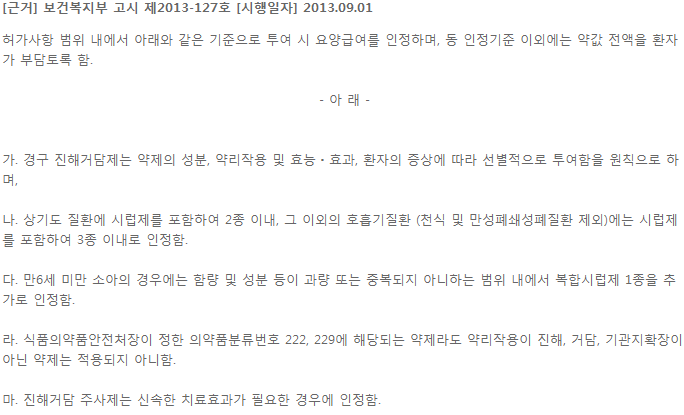 [근거] 보건복지부 고시 제2013-127호 [시행일자] 2013.09.01
허가사항 범위 내에서 아래와 같은 기준으로 투여 시 요양급여를 인정하며, 동 인정기준 이외에는 약값 전액을 환자
가 부담토록 함.
- 아 래 -
가. 경구 진해거담제는 약제의 성분, 약리작용 및 효능・효과, 환자의 증상에 따라 선별적으로 투여함을 원칙으로 하
며,
나. 상기도 질환에 시럽제를 포함하여 2종 이내, 그 이외의 호흡기질환 (천식 및 만성폐쇄성폐질환 제외)에는 시럽제
를 포함하여 3종 이내로 인정함.
다. 만6세 미만 소아의 경우에는 함량 및 성분 등이 과량 또는 중복되지 아니하는 범위 내에서 복합시럽제 1종을 추
가로 인정함.
라. 식품의약품안전처장이 정한 의약품분류번호 222, 229에 해당되는 약제라도 약리작용이 진해, 거담, 기관지확장이
아닌 약제는 적용되지 아니함.
마. 진해거담 주사제는 신속한 치료효과가 필요한 경우에 인정함.